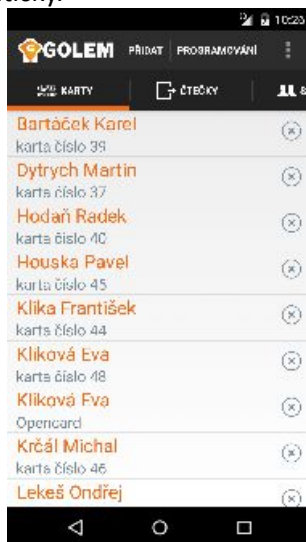 10:25
GOLEM PŘIDAT PROGRAMOVÁNÍ
KARTY ČTEČKY
Bartáček Karel
karta číslo 39
Dytrych Martin
karta číslo 37
Hodaň Radek
karta číslo 40
Houska Pavel
karta číslo 45
Klika František
karta číslo 44
Kliková Eva
karta číslo 48
Kliková Eva
Opencard
Krčál Michal
karta číslo 46
Lekeš Ondřej